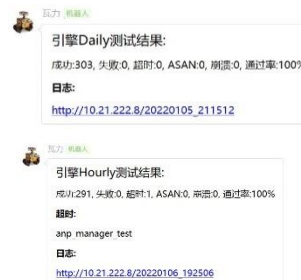 瓦力 机器人
引擎Daily测试结果:
成功:303, 失败:0, 超时:0, ASAN:0, 崩溃:0, 通过率:100%
日志:
http://10.21.222.8/20220105_211512
瓦力 机器人
引擎Hourly测试结果:
成功:291, 失败:0, 超时:1, ASAN:0, 崩溃:0, 通过率:100%
超时:
anp_manager_test
日志:
http://10.21.222.8/20220106_192506